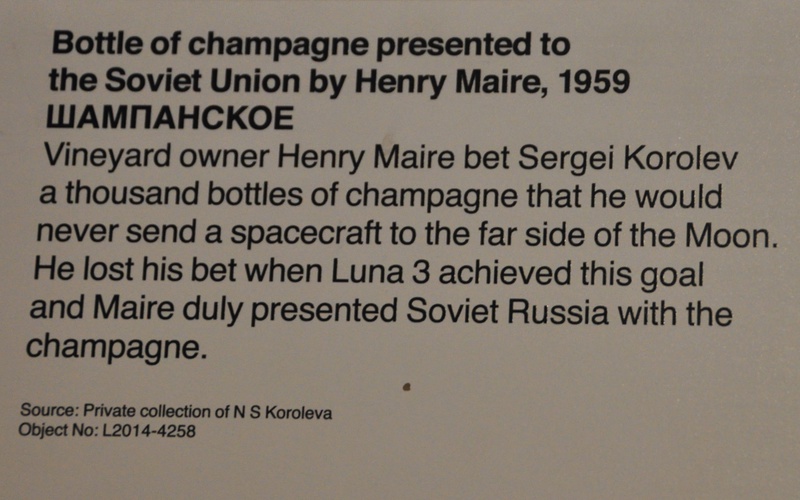 Bottle of champagne presented to
the Soviet Union by Henry Maire, 1959
ШАМПАНСКОЕ
Vineyard owner Henry Maire bet Sergei Korolev
a thousand bottles of champagne that he would
never send a spacecraft to the far side of the Moon.
He lost his bet when Luna 3 achieved this goal
and Maire duly presented Soviet Russia with the
champagne.
Source: Private collection of N S Koroleva
Object No: L2014-4258